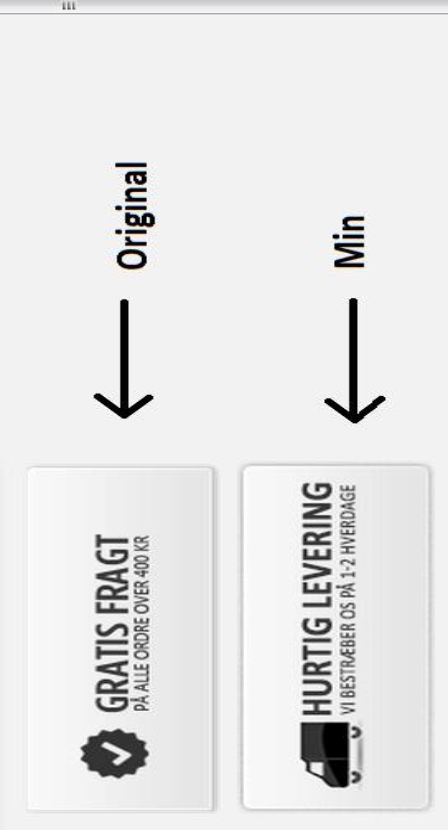 Original
GRATIS FRAGT
PÅ ALLE ORDRE OVER 400 KR
Min
HURTIG LEVERING
VI BESTRÆBER OS PÅ 1-2 HVERDAGE